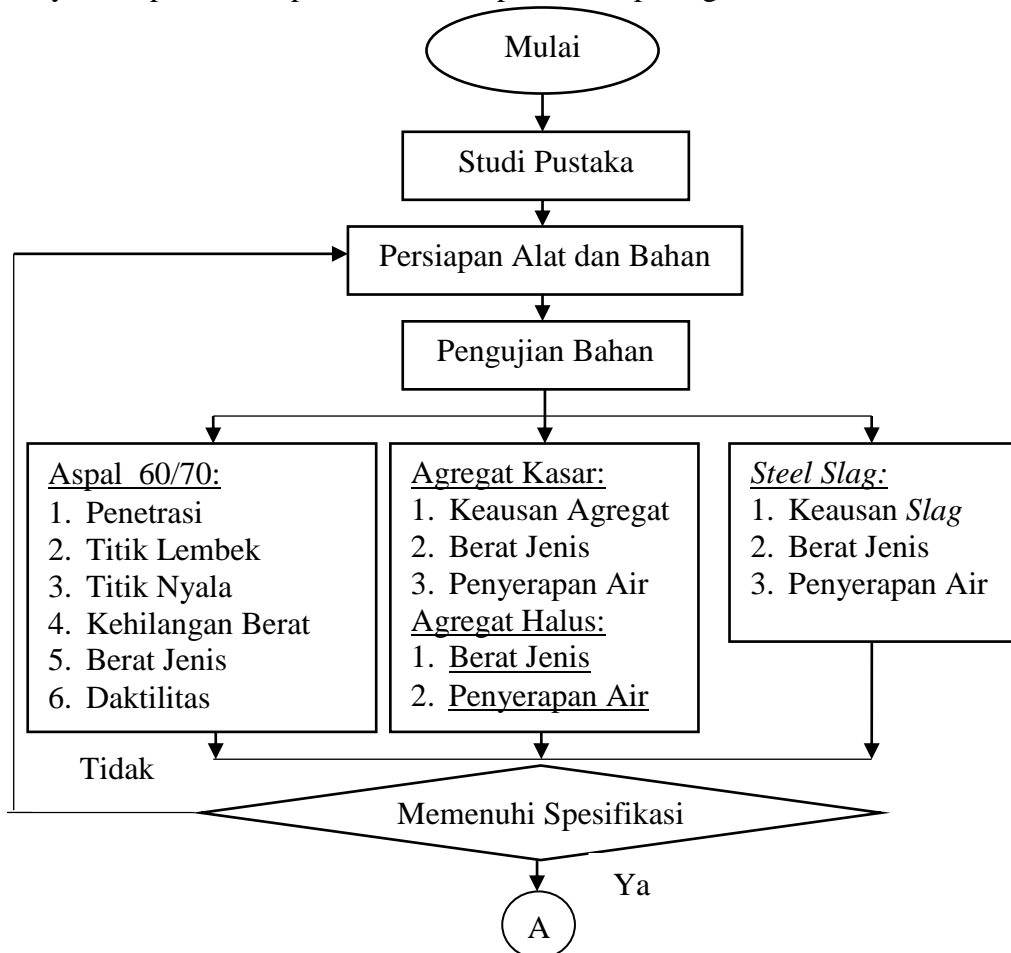 Mulai
Studi Pustaka
Persiapan Alat dan Bahan
Pengujian Bahan
Aspal 60/70:
1. Penetrasi
2. Titik Lembek
3. Titik Nyala
4. Kehilangan Berat
5. Berat Jenis
6. Daktilitas
Agregat Kasar:
1. Keausan Agregat
2. Berat Jenis
3. Penyerapan Air
Agregat Halus:
1. Berat Jenis
2. Penyerapan Air
Steel Slag:
1. Keausan Slag
2. Berat Jenis
3. Penyerapan Air
Tidak
Memenuhi Spesifikasi
Ya
A